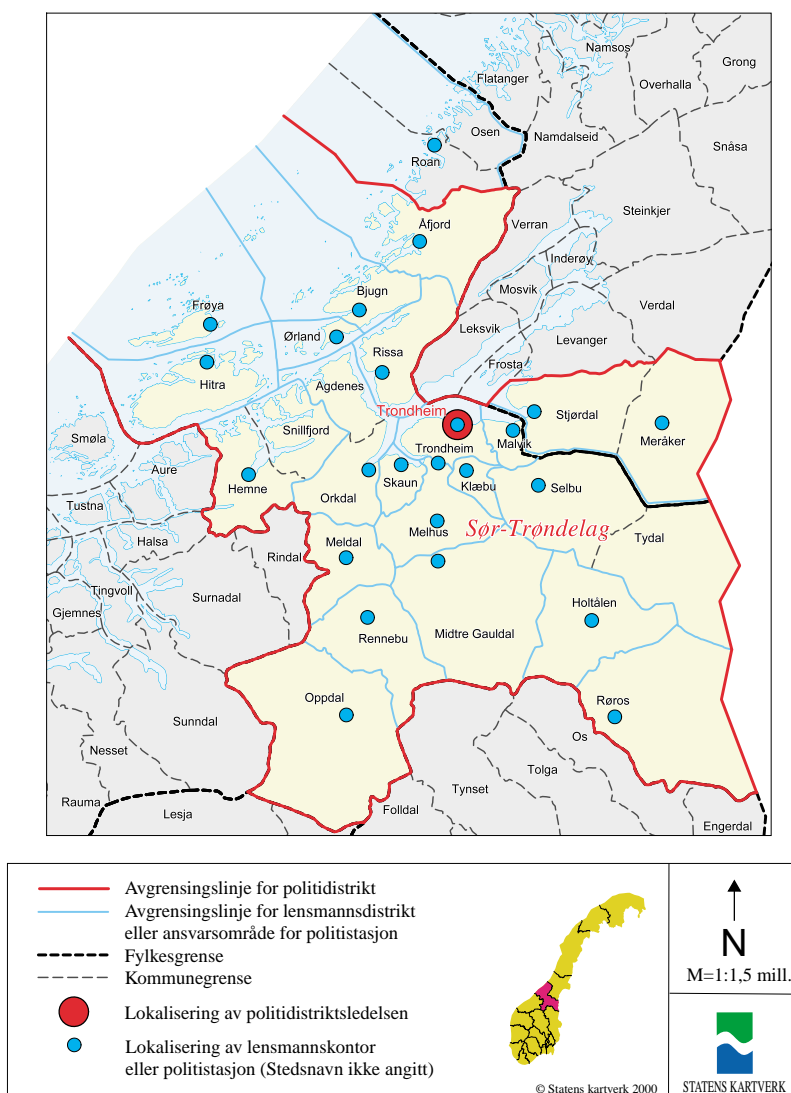 Namsos
Grong
Flatanger
Overhalla
Osen
Namdalseid
Snåsa
Roan
Steinkjer
Åfjord
Verran
Inderøy
Mosvik
Bjugn
Verdal
Frøya
Leksvik
Ørland
Levanger
Rissa
Frosta
Hitra
Agdenes
Trondheim
Stjørdal
Snillfjord
Smøla
Malvik
Meråker
Trondheim
Aure
Skaun
Klæbu
Hemne
Selbu
Orkdal
Tustna
Melhus
Sør-Trøndelag
Halsa
Meldal
Tydal
Rindal
Tingvoll
Surnadal
Holtålen
Gjemnes
Rennebu
Midtre Gauldal
Oppdal
Røros
Sunndal
Os
Nesset
Tolga
Tynset
Rauma
Folldal
Lesja
Engerdal
Avgrensingslinje for politidistrikt
Avgrensingslinje for lensmannsdistrikt
eller ansvarsområde for politistasjon
Fylkesgrense
Kommunegrense
Lokalisering av politidistriktsledelsen
Lokalisering av lensmannskontor
eller politistasjon (Stedsnavn ikke angitt)
© Statens kartverk 2000
N
M=1:1,5 mill.
STATENS KARTVERK